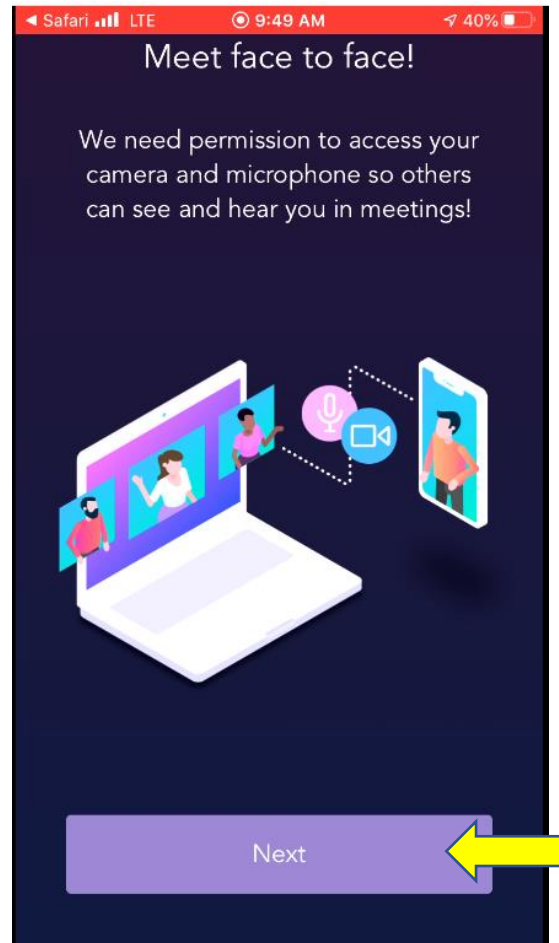 Safari LTE 9:49 AM 40%
Meet face to face!
We need permission to access your
camera and microphone so others
can see and hear you in meetings!
Next